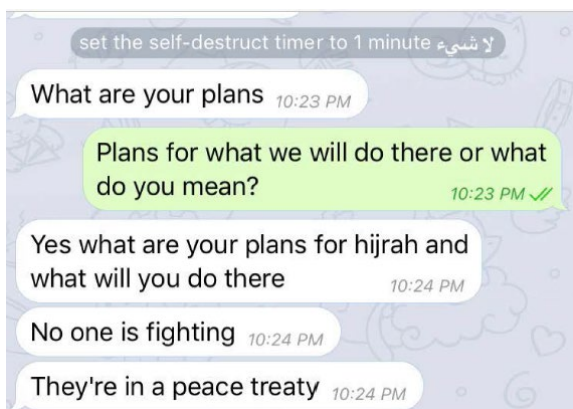 set the self-destruct timer to 1 minute لا شيء
What are your plans 10:23 PM
Plans for what we will do there or what
do you mean? 10:23 PM
Yes what are your plans for hijrah and
what will you do there 10:24 PM
No one is fighting 10:24 PM
They're in a peace treaty 10:24 PM